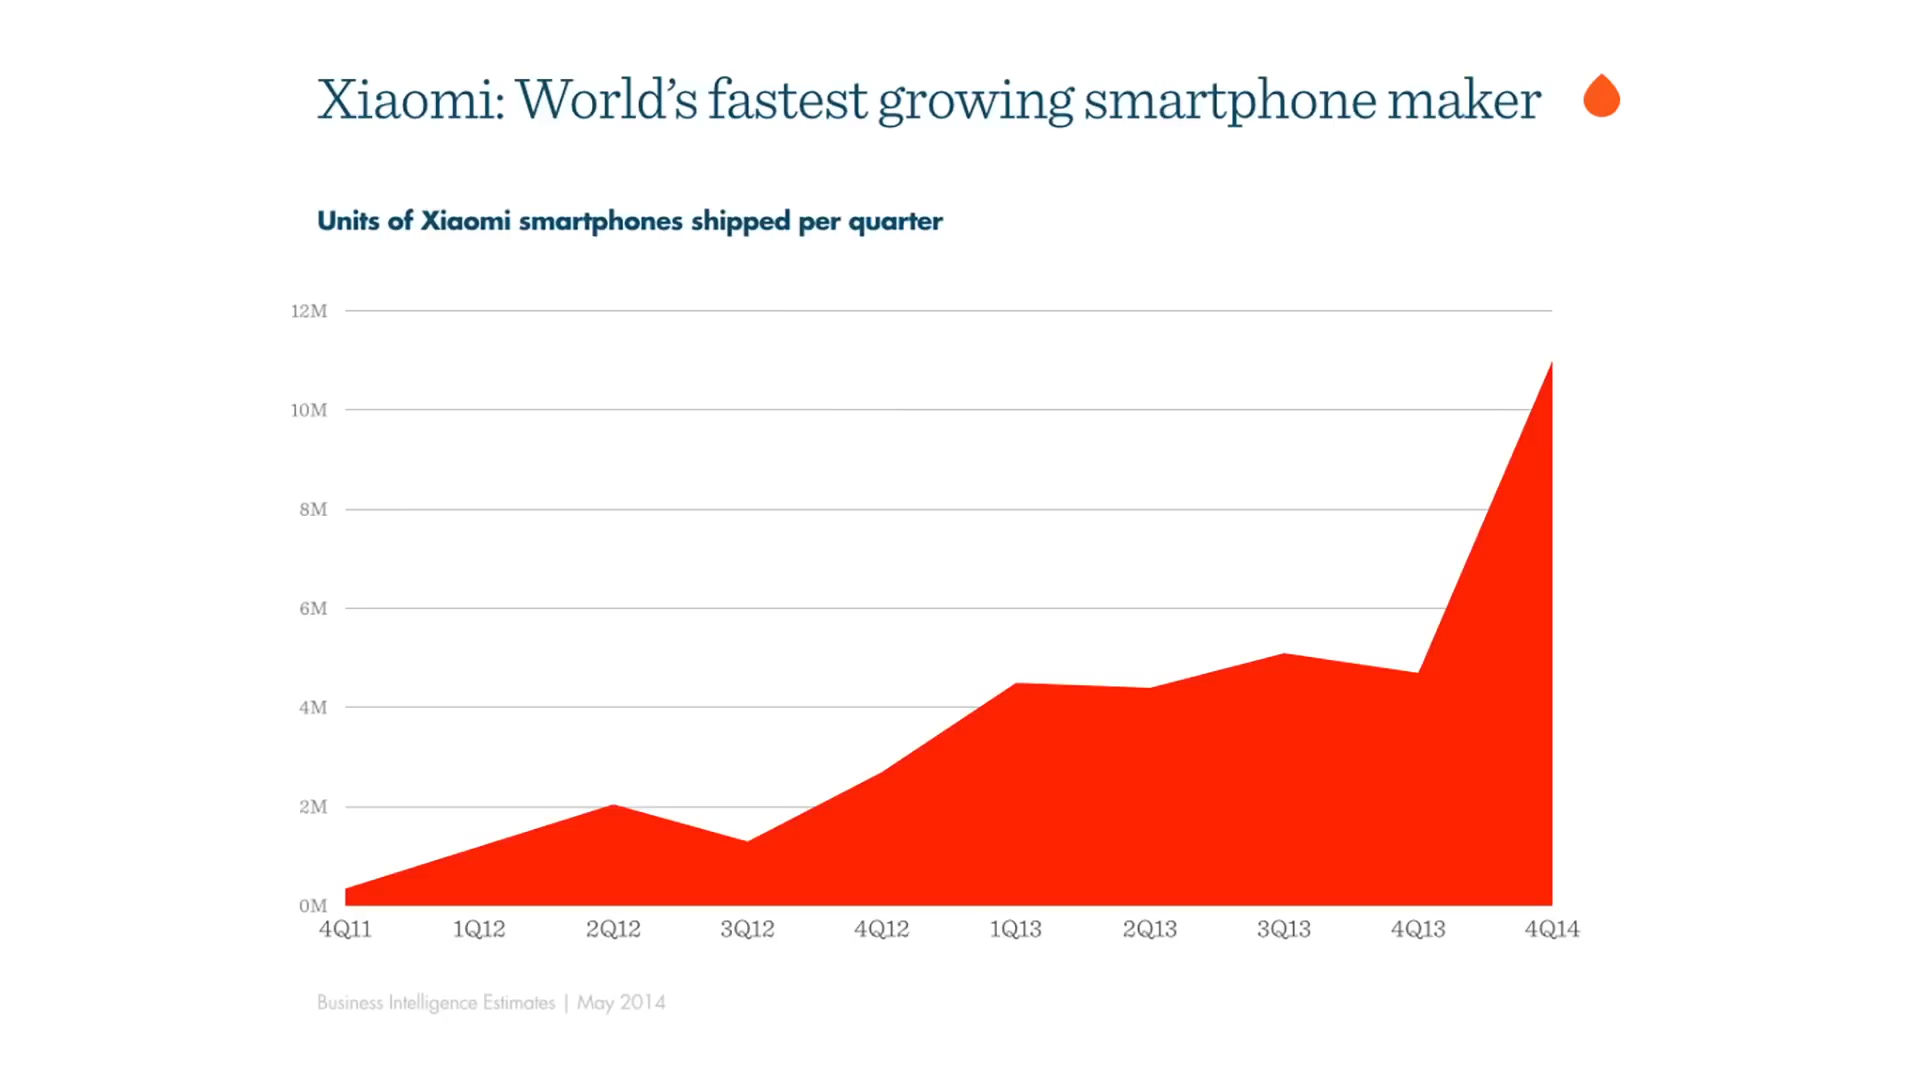 Xiaomi: World’s fastest growing smartphone maker
Units of Xiaomi smartphones shipped per quarter
12M
10M
8M
6M
4M
2M
0M
4Q11 1Q12 2Q12 3Q12 4Q12 1Q13 2Q13 3Q13 4Q13 4Q14
Business Intelligence Estimates | May 2014